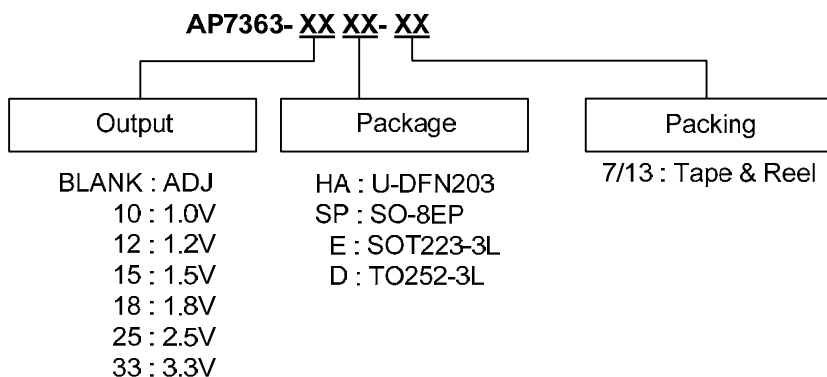 AP7363- XX XX- XX
Output
Package
Packing
BLANK : ADJ
10 : 1.0V
12 : 1.2V
15 : 1.5V
18 : 1.8V
25 : 2.5V
33 : 3.3V
HA : U-DFN203
SP : SO-8EP
E : SOT223-3L
D : TO252-3L
7/13 : Tape & Reel